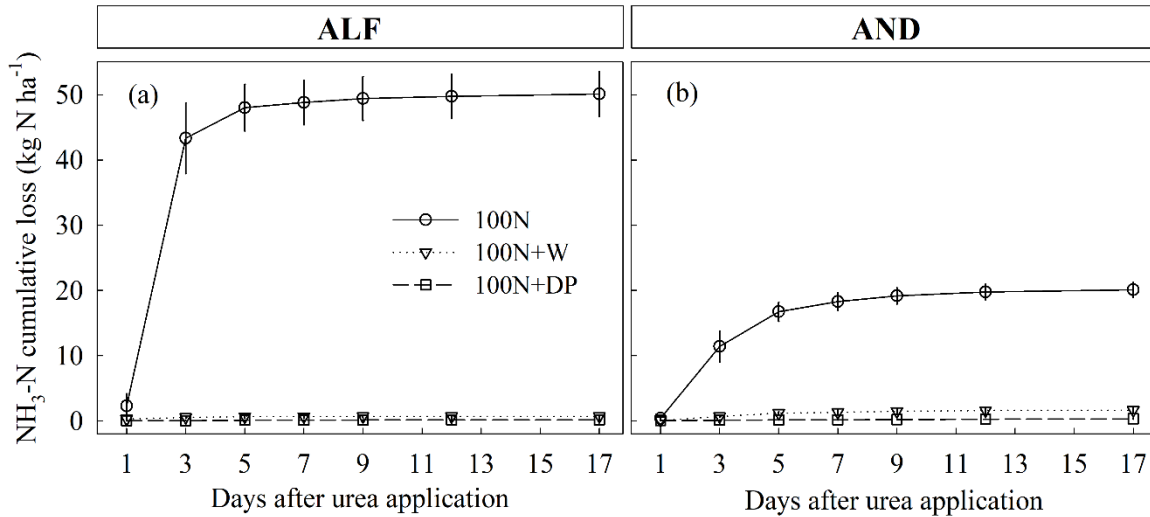 ALF
AND
NH3-N cumulative loss (kg N ha-1)
50
40
30
20
10
0
(a)
(b)
100N
100N+W
100N+DP
1 3 5 7 9 11 13 15 17
1 3 5 7 9 11 13 15 17
Days after urea application
Days after urea application